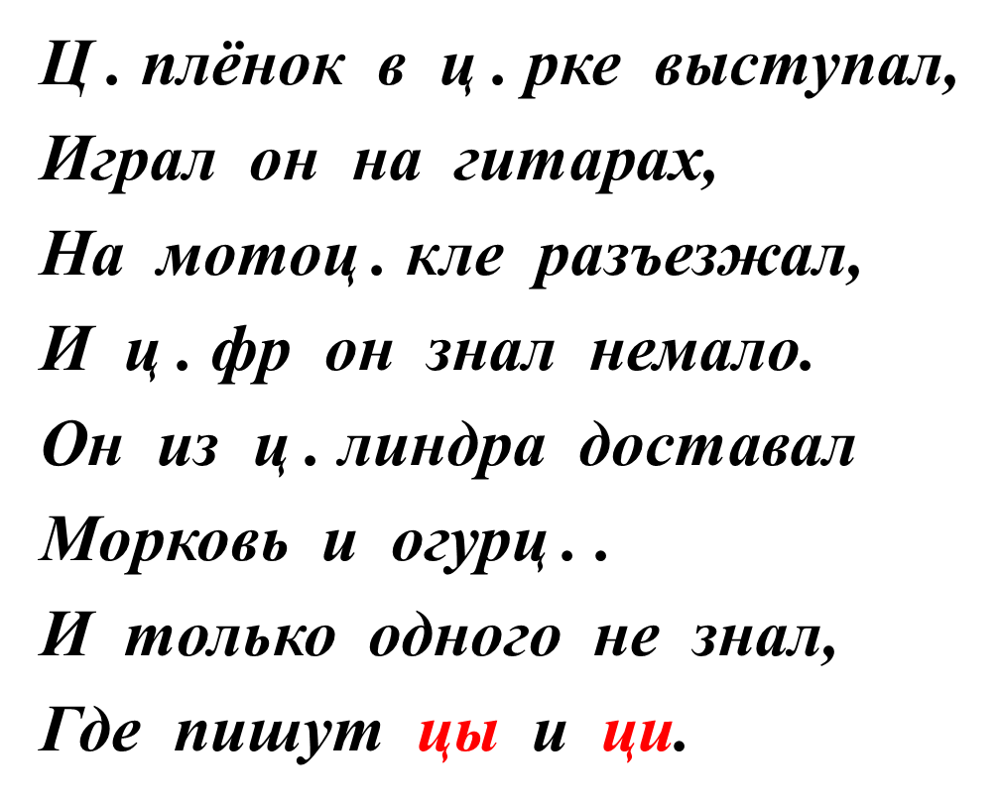 Ц . плёнок в ц . рке выступал,
Играл он на гитарах,
На мотоц . кле разъезжал,
И ц . фр он знал немало.
Он из ц . линдра доставал
Морковь и огурц . .
И только одного не знал,
Где пишут цы и ци.